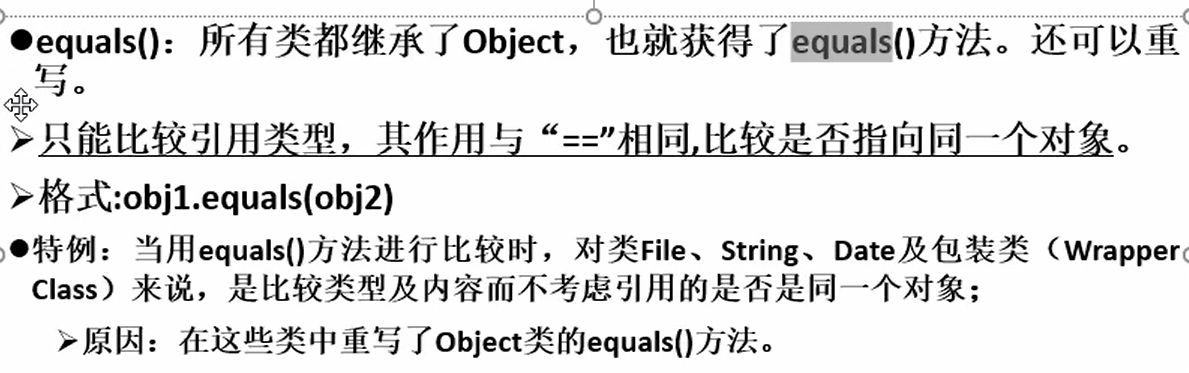 ●equals()：所有类都继承了Object，也就获得了equals()方法。还可以重
写。
➢只能比较引用类型，其作用与“==”相同,比较是否指向同一个对象。
➢格式:obj1.equals(obj2)
●特例：当用equals()方法进行比较时，对类File、String、Date及包装类（Wrapper
Class）来说，是比较类型及内容而不考虑引用的是否是同一个对象；
➢原因：在这些类中重写了Object类的equals()方法。